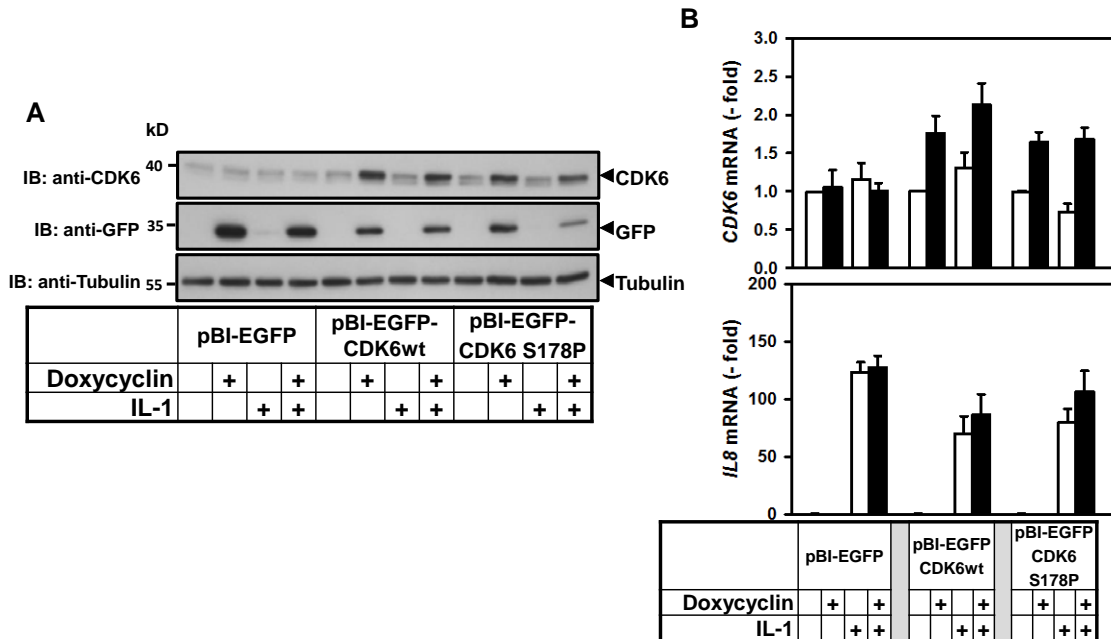 A
kD
IB: anti-CDK6
40
CDK6
IB: anti-GFP
35
GFP
IB: anti-Tubulin
55
Tubulin
pBI-EGFP
pBI-EGFP-
CDK6wt
pBI-EGFP-
CDK6 S178P
Doxycyclin + + + + + +
IL-1 + + + + + +
B
CDK6 mRNA (- fold)
3.0
2.5
2.0
1.5
1.0
0.5
0.0
IL8 mRNA (- fold)
200
150
100
50
0
pBI-EGFP
pBI-EGFP
CDK6wt
pBI-EGFP
CDK6
S178P
Doxycyclin + + + + + +
IL-1 + + + + + +